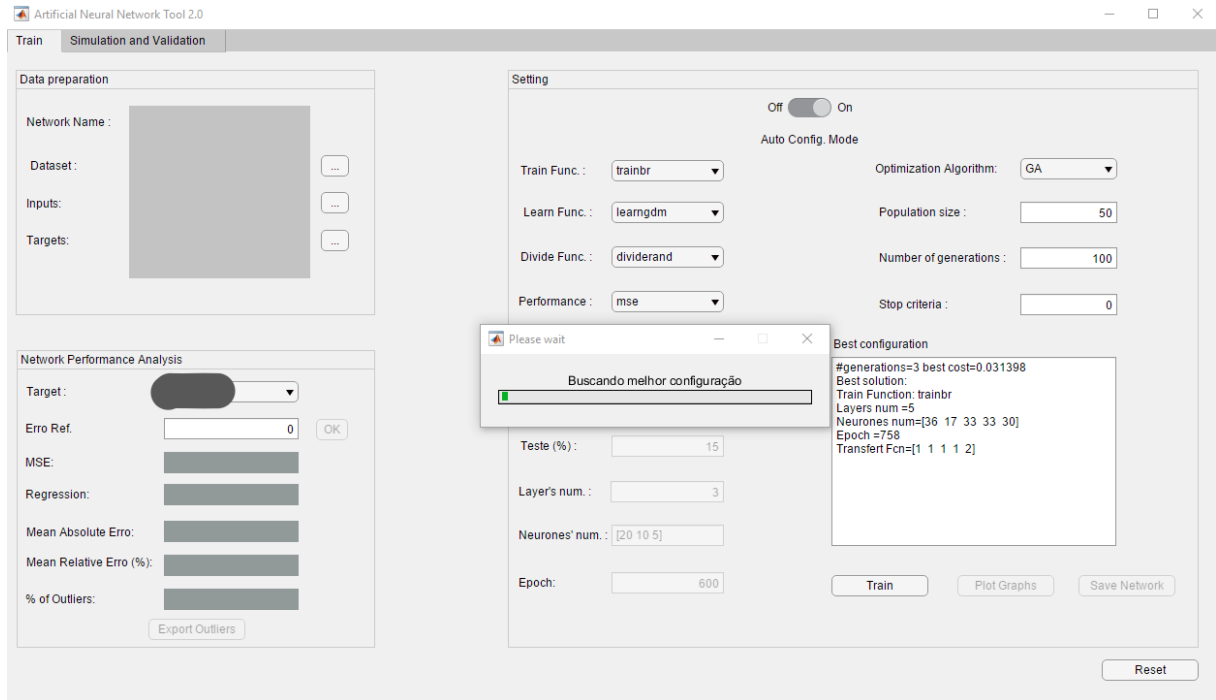 Artificial Neural Network Tool 2.0
Train
Simulation and Validation
Data preparation
Network Name :
Dataset :
...
Inputs:
...
Targets:
...
Network Performance Analysis
Target :
Erro Ref.
0
OK
MSE:
Regression:
Mean Absolute Erro:
Mean Relative Erro (%):
% of Outliers:
Export Outliers
Setting
Off
On
Auto Config. Mode
Train Func. :
trainbr
Optimization Algorithm:
GA
Learn Func. :
learngdm
Population size :
50
Divide Func. :
dividerand
Number of generations :
100
Performance :
mse
Stop criteria :
0
Please wait
Buscando melhor configuração
Teste (%) :
15
Layer's num. :
3
Neurones' num. :
[20 10 5]
Epoch:
600
Best configuration
#generations=3 best cost=0.031398
Best solution:
Train Function: trainbr
Layers num =5
Neurones num=[36 17 33 33 30]
Epoch =758
Transfert Fcn=[1 1 1 1 2]
Train
Plot Graphs
Save Network
Reset